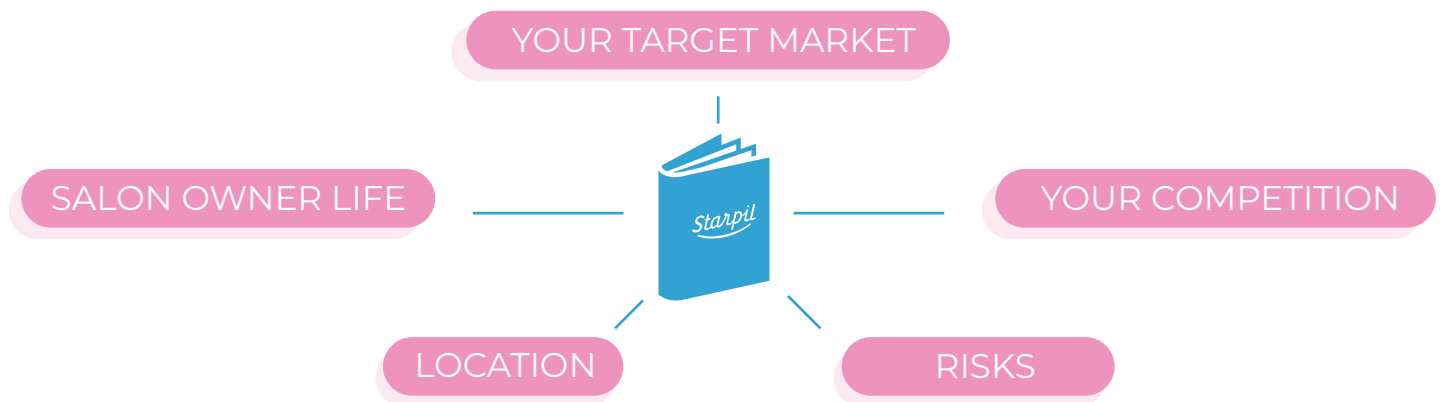 YOUR TARGET MARKET
SALON OWNER LIFE
Starpil
YOUR COMPETITION
LOCATION
RISKS